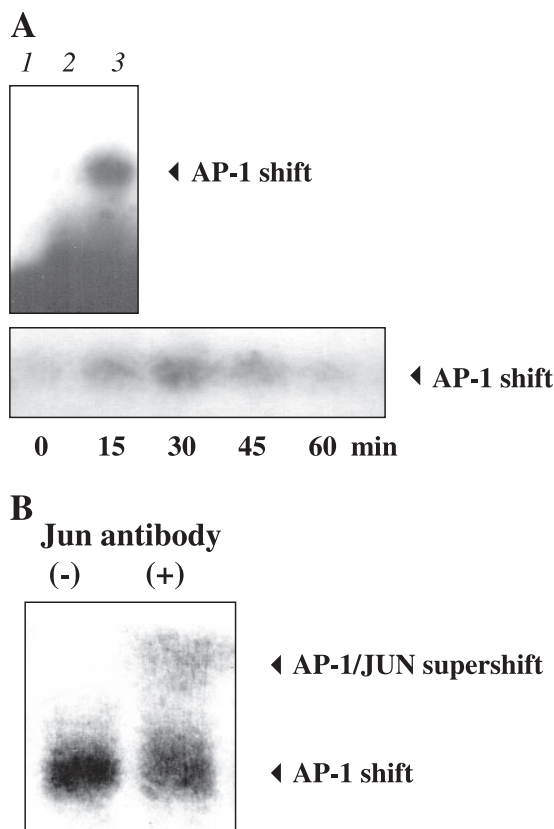 A
1 2 3
AP-1 shift
AP-1 shift
0 15 30 45 60 min
B
Jun antibody
(-) (+)
AP-1/JUN supershift
AP-1 shift